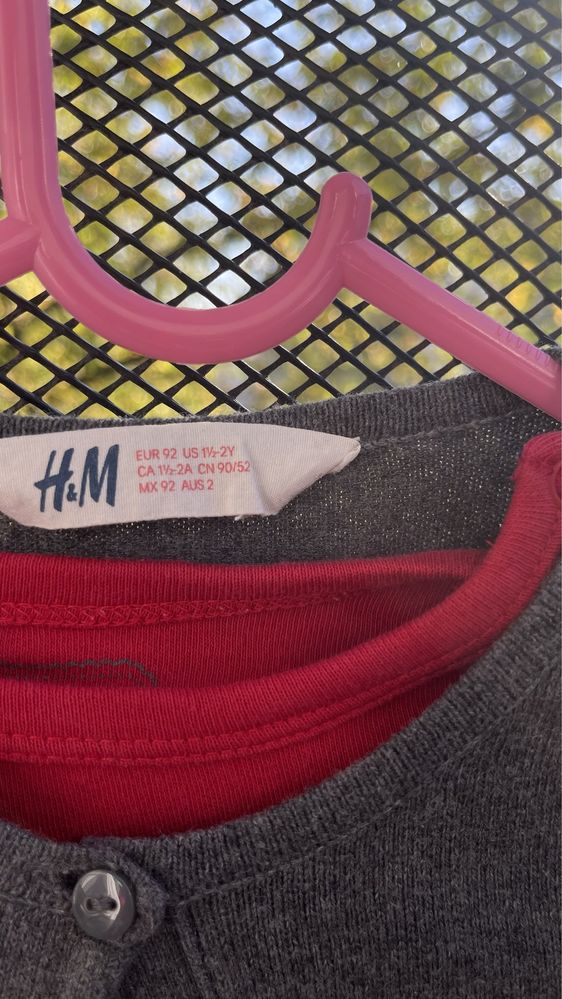 H&M
EUR 92 US 1½-2Y
CA 1½-2A CN 90/52
MX 92 AUS 2